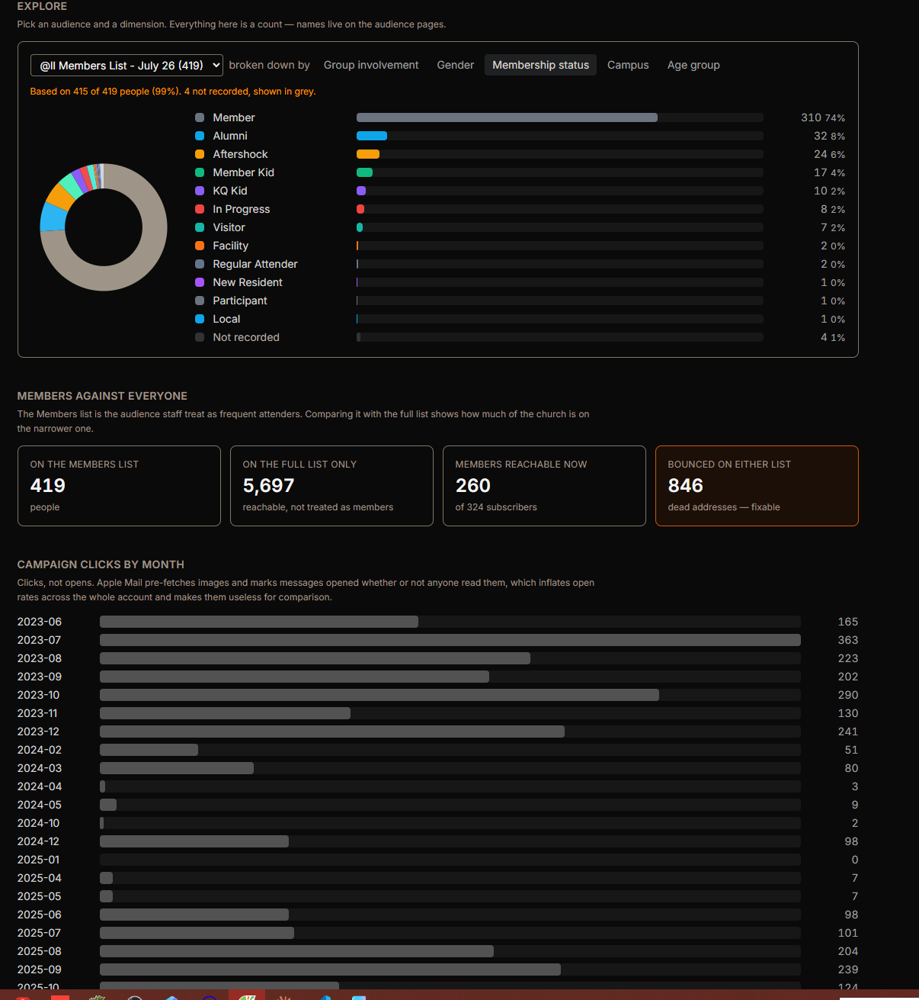 EXPLORE
Pick an audience and a dimension. Everything here is a count — names live on the audience pages.
@ll Members List - July 26 (419) broken down by Group involvement Gender Membership status Campus Age group
Based on 415 of 419 people (99%). 4 not recorded, shown in grey.
Member 310 74%
Alumni 32 8%
Aftershock 24 6%
Member Kid 17 4%
KQ Kid 10 2%
In Progress 8 2%
Visitor 7 2%
Facility 2 0%
Regular Attender 2 0%
New Resident 1 0%
Participant 1 0%
Local 1 0%
Not recorded 4 1%
MEMBERS AGAINST EVERYONE
The Members list is the audience staff treat as frequent attenders. Comparing it with the full list shows how much of the church is on
the narrower one.
ON THE MEMBERS LIST
419
people
ON THE FULL LIST ONLY
5,697
reachable, not treated as members
MEMBERS REACHABLE NOW
260
of 324 subscribers
BOUNCED ON EITHER LIST
846
dead addresses — fixable
CAMPAIGN CLICKS BY MONTH
Clicks, not opens. Apple Mail pre-fetches images and marks messages opened whether or not anyone read them, which inflates open
rates across the whole account and makes them useless for comparison.
2023-06 165
2023-07 363
2023-08 223
2023-09 202
2023-10 290
2023-11 130
2023-12 241
2024-02 51
2024-03 80
2024-04 3
2024-05 9
2024-10 2
2024-12 98
2025-01 0
2025-04 7
2025-05 7
2025-06 98
2025-07 101
2025-08 204
2025-09 239
2025-10 124